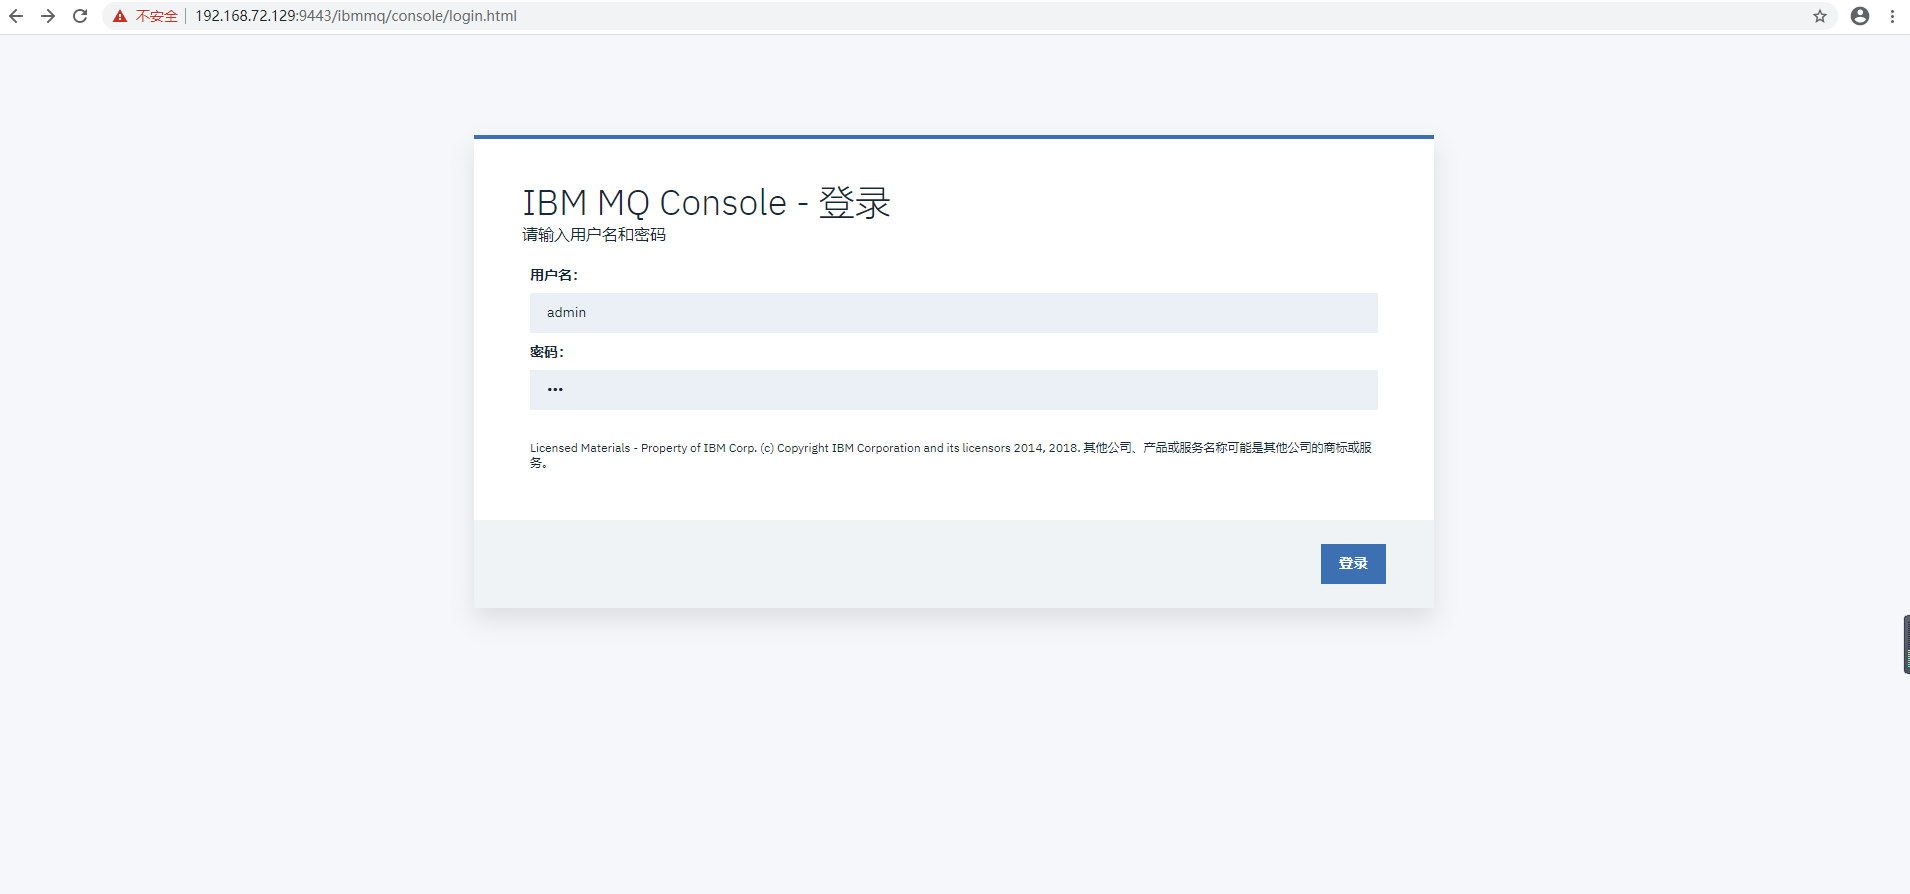 不安全 192.168.72.129:9443/ibmmq/console/login.html
IBM MQ Console - 登录
请输入用户名和密码
用户名：
admin
密码：
•••
Licensed Materials - Property of IBM Corp. (c) Copyright IBM Corporation and its licensors 2014, 2018. 其他公司、产品或服务名称可能是其他公司的商标或服
务。
登录